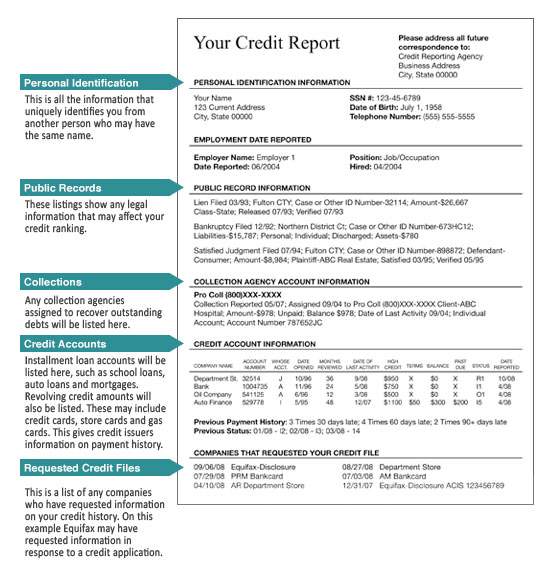 Your Credit Report
Please address all future
correspondence to:
Credit Reporting Agency
Business Address
City, State 00000
Personal Identification
This is all the information that
uniquely identifies you from
another person who may have
the same name.
PERSONAL IDENTIFICATION INFORMATION
Your Name
123 Current Address
City, State 00000
SSN #: 123-45-6789
Date of Birth: July 1, 1958
Telephone Number: (555) 555-5555
EMPLOYMENT DATE REPORTED
Employer Name: Employer 1
Date Reported: 06/2004
Position: Job/Occupation
Hired: 04/2004
Public Records
These listings show any legal
information that may affect your
credit ranking.
PUBLIC RECORD INFORMATION
Lien Filed 03/93; Fulton CTY; Case or Other ID Number-32114; Amount-$26,667
Class-State; Released 07/93; Verified 07/93
Bankruptcy Filed 12/92; Northern District Ct; Case or Other ID Number-673HC12;
Liabilities-$15,787; Personal; Individual; Discharged; Assets-$780
Satisfied Judgment Filed 07/94; Fulton CTY; Case or Other ID Number-898872; Defendant-
Consumer; Amount-$8,984; Plaintiff-ABC Real Estate; Satisfied 03/95; Verified 05/95
Collections
Any collection agencies
assigned to recover outstanding
debts will be listed here.
COLLECTION AGENCY ACCOUNT INFORMATION
Pro Coll (800)XXX-XXXX
Collection Reported 05/07; Assigned 09/04 to Pro Coll (800)XXX-XXXX Client-ABC
Hospital; Amount-$978; Unpaid; Balance $978; Date of Last Activity 09/04; Individual
Account; Account Number 787652JC
Credit Accounts
Installment loan accounts will be
listed here, such as school loans,
auto loans and mortgages.
Revolving credit amounts will
also be listed. These may include
credit cards, store cards and gas
cards. This gives credit issuers
information on payment history.
CREDIT ACCOUNT INFORMATION
COMPANY NAME ACCOUNT NUMBER WHOSE ACCT. DATE OPENED MONTHS REVIEWED DATE OF LAST ACTIVITY HIGH CREDIT TERMS BALANCE PAST DUE STATUS DATE REPORTED
Department St. 32514 J 10/96 36 9/08 $950 X $0 X R1 10/08
Bank 1004735 A 11/96 24 5/08 $750 X $0 X I1 4/08
Oil Company 541125 A 6/96 12 3/08 $500 X $0 X O1 4/08
Auto Finance 529778 I 5/95 48 12/07 $1100 $50 $300 $200 I5 4/08
Previous Payment History: 3 Times 30 days late; 4 Times 60 days late; 2 Times 90+ days late
Previous Status: 01/08 - I2; 02/08 - I3; 03/08 - 14
Requested Credit Files
This is a list of any companies
who have requested information
on your credit history. On this
example Equifax may have
requested information in
response to a credit application.
COMPANIES THAT REQUESTED YOUR CREDIT FILE
09/06/08 Equifax-Disclosure 08/27/08 Department Store
07/29/08 PRM Bankcard 07/03/08 AM Bankcard
04/10/08 AR Department Store 12/31/07 Equifax-Disclosure ACIS 123456789